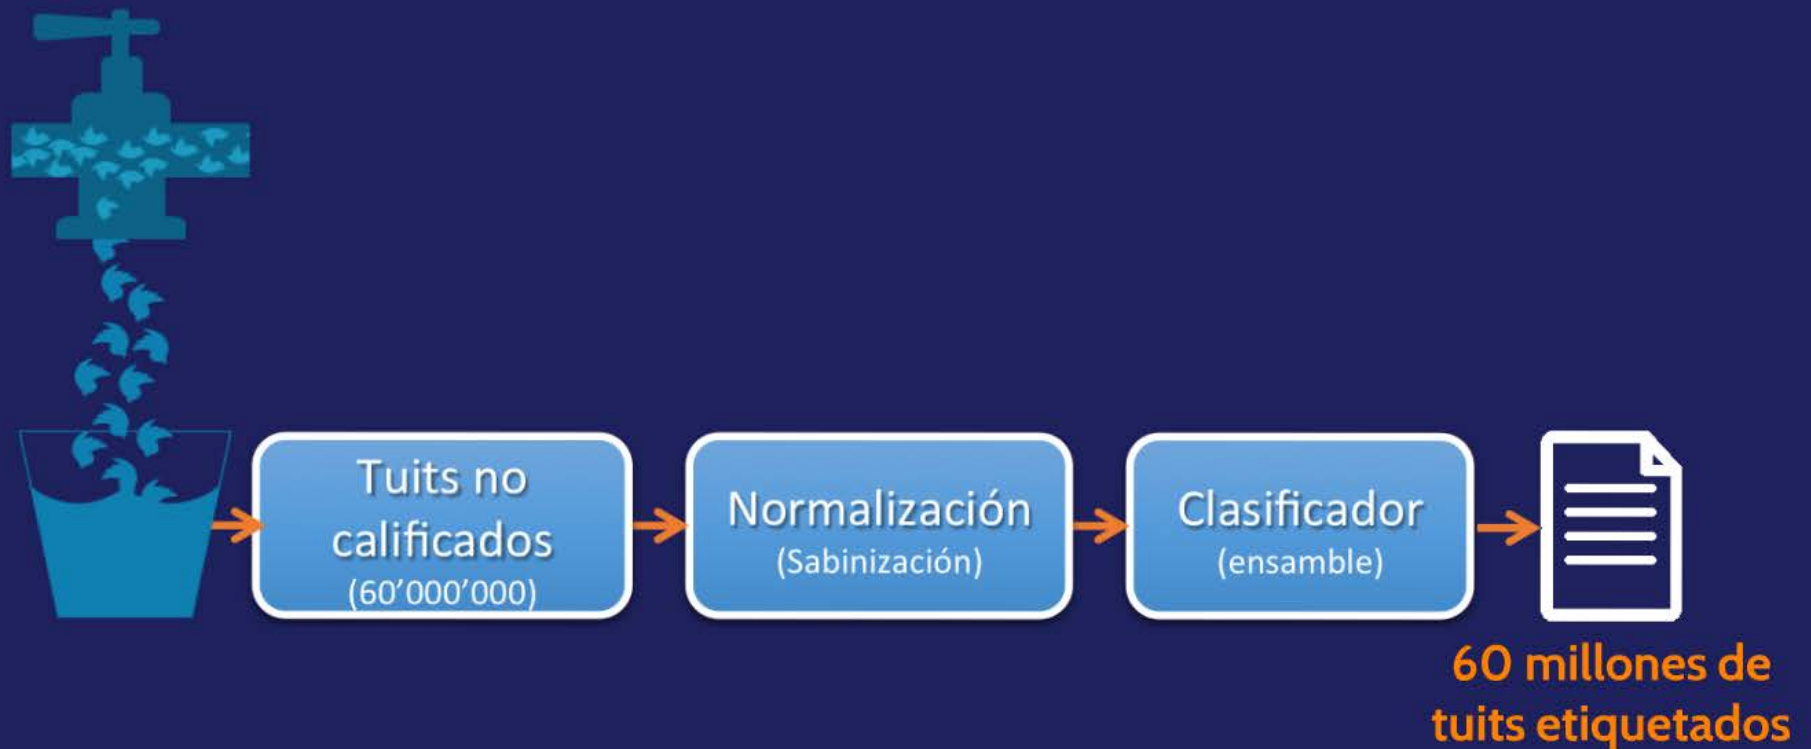 Tuits no
calificados
(60’000’000)
Normalización
(Sabinización)
Clasificador
(ensamble)
60 millones de
tuits etiquetados